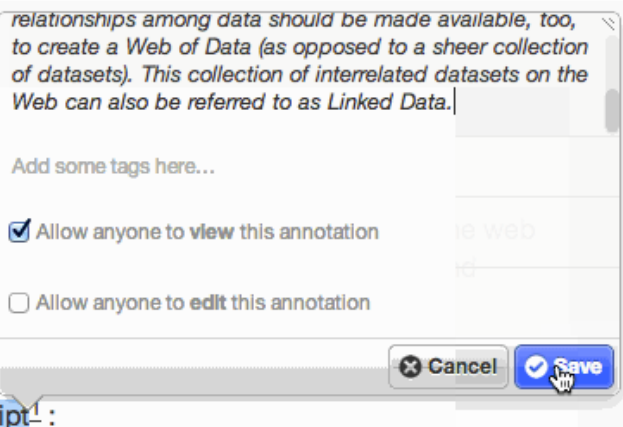 relationships among data should be made available, too,
to create a Web of Data (as opposed to a sheer collection
of datasets). This collection of interrelated datasets on the
Web can also be referred to as Linked Data.
Add some tags here...
Allow anyone to view this annotation
web
Allow anyone to edit this annotation
Cancel Save